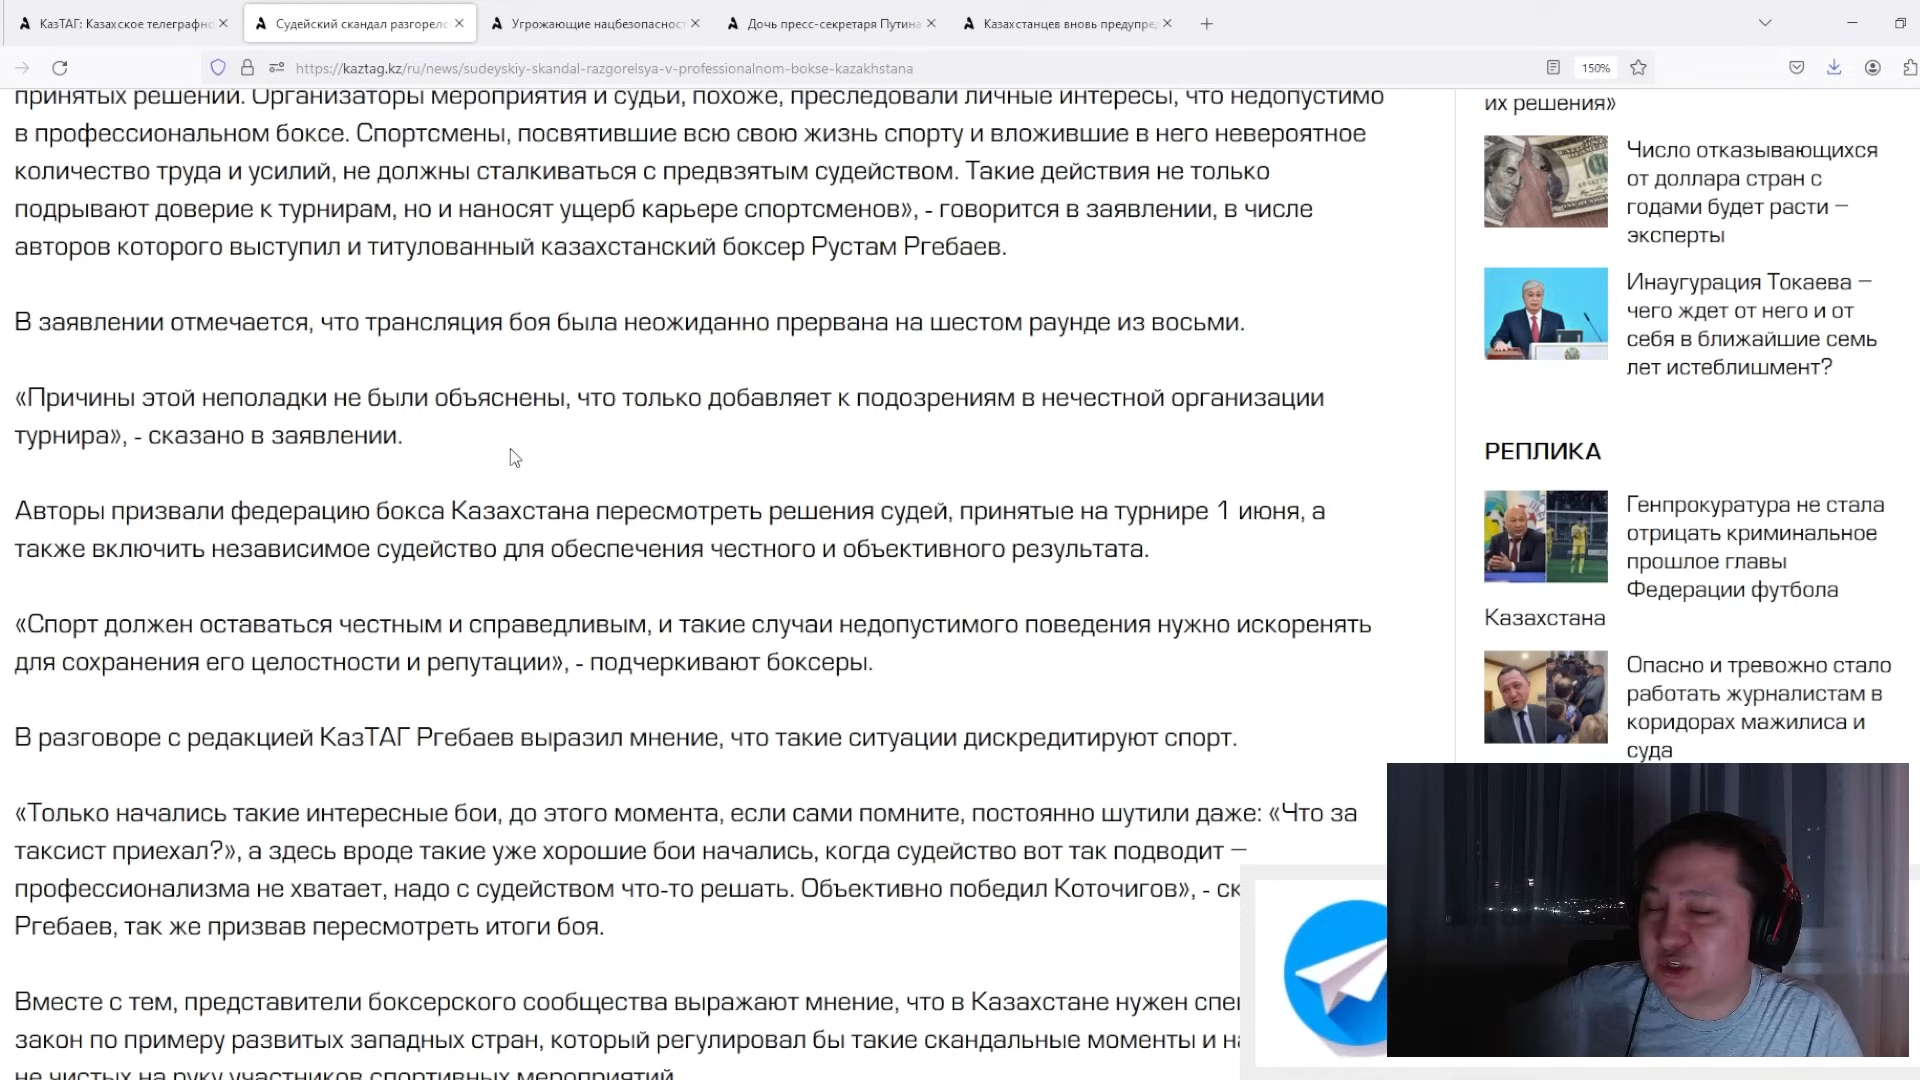 КазТАГ: Казахское телеграфно
Судейский скандал разгорелс
Угрожающие нацбезопасност
Дочь пресс-секретаря Путина
Казахстанцев вновь предупре
https://kaztag.kz/ru/news/sudeyskiy-skandal-razgorelsya-v-professionalnom-bokse-kazakhstana
150%
принятых решений. Организаторы мероприятия и судьи, похоже, преследовали личные интересы, что недопустимо
в профессиональном боксе. Спортсмены, посвятившие всю свою жизнь спорту и вложившие в него невероятное
количество труда и усилий, не должны сталкиваться с предвзятым судейством. Такие действия не только
подрывают доверие к турнирам, но и наносят ущерб карьере спортсменов», - говорится в заявлении, в числе
авторов которого выступил и титулованный казахстанский боксер Рустам Ргебаев.
В заявлении отмечается, что трансляция боя была неожиданно прервана на шестом раунде из восьми.
«Причины этой неполадки не были объяснены, что только добавляет к подозрениям в нечестной организации
турнира», - сказано в заявлении.
Авторы призвали федерацию бокса Казахстана пересмотреть решения судей, принятые на турнире 1 июня, а
также включить независимое судейство для обеспечения честного и объективного результата.
«Спорт должен оставаться честным и справедливым, и такие случаи недопустимого поведения нужно искоренять
для сохранения его целостности и репутации», - подчеркивают боксеры.
В разговоре с редакцией КазТАГ Ргебаев выразил мнение, что такие ситуации дискредитируют спорт.
«Только начались такие интересные бои, до этого момента, если сами помните, постоянно шутили даже: «Что за
таксист приехал?», а здесь вроде такие уже хорошие бои начались, когда судейство вот так подводит –
профессионализма не хватает, надо с судейством что-то решать. Объективно победил Коточигов», - ск
Ргебаев, так же призвав пересмотреть итоги боя.
Вместе с тем, представители боксерского сообщества выражают мнение, что в Казахстане нужен спе
закон по примеру развитых западных стран, который регулировал бы такие скандальные моменты и на
не чистых на руку участников спортивных мероприятий.
их решения»
Число отказывающихся
от доллара стран с
годами будет расти –
эксперты
Инаугурация Токаева –
чего ждет от него и от
себя в ближайшие семь
лет истеблишмент?
РЕПЛИКА
Генпрокуратура не стала
отрицать криминальное
прошлое главы
Федерации футбола
Казахстана
Опасно и тревожно стало
работать журналистам в
коридорах мажилиса и
суда